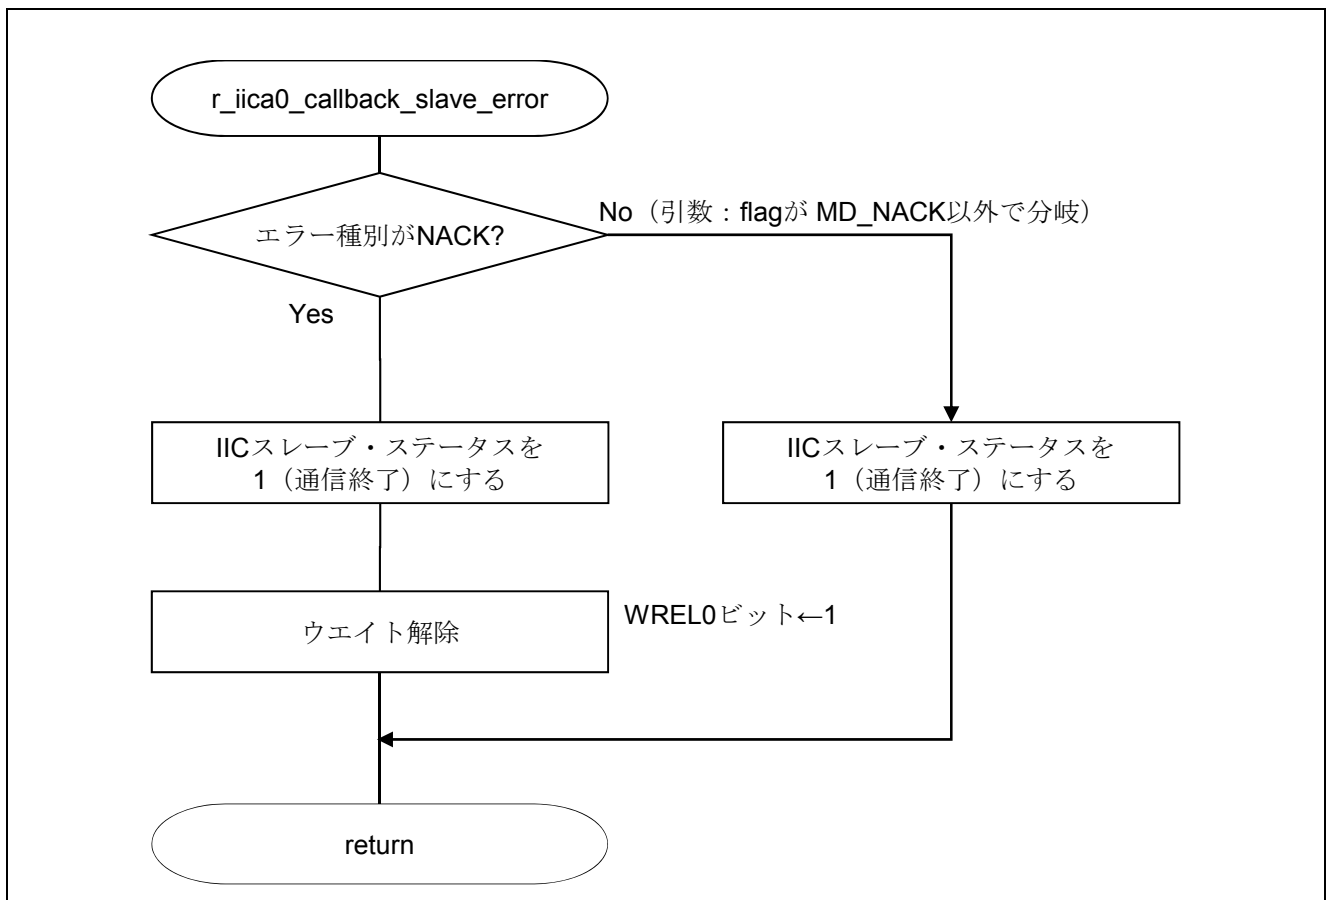 r_iica0_callback_slave_error
No（引数：flagが MD_NACK以外で分岐）
エラー種別がNACK?
Yes
IICスレーブ・ステータスを
1（通信終了）にする
IICスレーブ・ステータスを
1（通信終了）にする
ウエイト解除
WREL0ビット←1
return